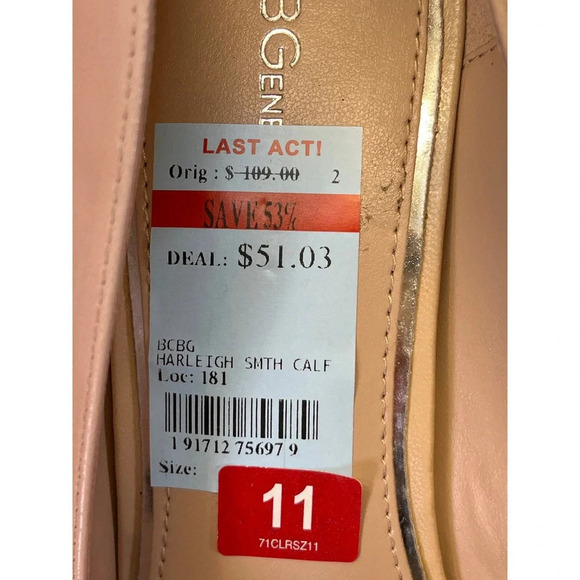 BGENE
LAST ACT!
Orig : $ 109.00 2
SAVE 53%
DEAL: $51.03
BCBG
HARLEIGH SMTH CALF
Loc: 181
1 91712 75697 9
Size:
11
71CLRSZ11